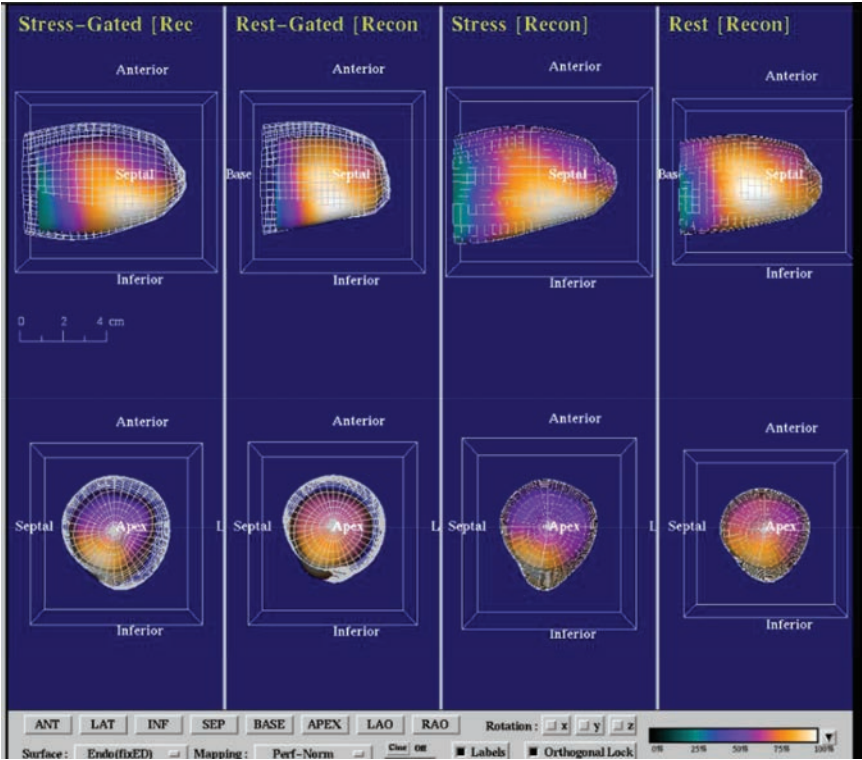 Stress-Gated [Rec
Rest-Gated [Recon
Stress [Recon]
Rest [Recon]
Anterior
Anterior
Anterior
Anterior
Septal
Base
Septal
Septal
Bas
Septal
Inferior
Inferior
Inferior
Inferior
0 2 4 cm
Anterior
Anterior
Anterior
Anterior
Septal
Apex
L
Septal
Apex
L
Septal
Apex
L
Septal
Apex
Inferior
Inferior
Inferior
Inferior
ANT LAT INF SEP BASE APEX LAO RAO Rotation : x y z
0% 25% 50% 75% 100%
Surface : Endo(fixED) Mapping : Perf-Norm Cine Off Labels Orthogonal Lock